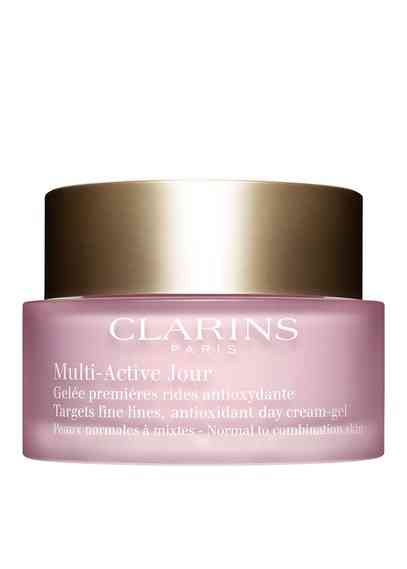 CLARINS
PARIS
Multi-Active Jour
Gelée premières rides antioxydante
Targets fine lines, antioxidant day cream-gel
Peaux normales à mixtes - Normal to combination skin